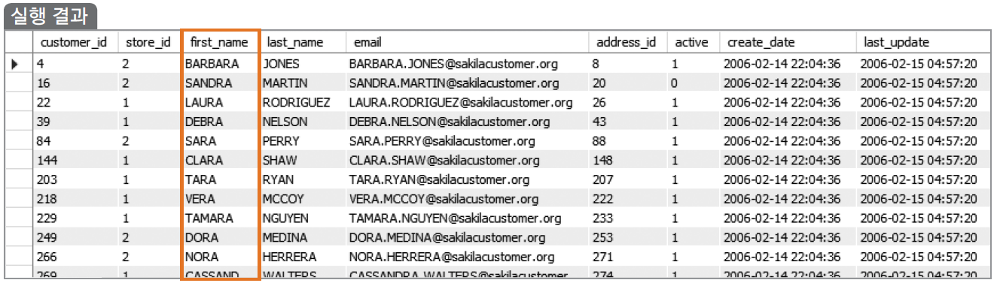 실행 결과
customer_id store_id first_name last_name email address_id active create_date last_update
4 2 BARBARA JONES BARBARA.JONES@sakilacustomer.org 8 1 2006-02-14 22:04:36 2006-02-15 04:57:20
16 2 SANDRA MARTIN SANDRA.MARTIN@sakilacustomer.org 20 0 2006-02-14 22:04:36 2006-02-15 04:57:20
22 1 LAURA RODRIGUEZ LAURA.RODRIGUEZ@sakilacustomer.org 26 1 2006-02-14 22:04:36 2006-02-15 04:57:20
39 1 DEBRA NELSON DEBRA.NELSON@sakilacustomer.org 43 1 2006-02-14 22:04:36 2006-02-15 04:57:20
84 2 SARA PERRY SARA.PERRY@sakilacustomer.org 88 1 2006-02-14 22:04:36 2006-02-15 04:57:20
144 1 CLARA SHAW CLARA.SHAW@sakilacustomer.org 148 1 2006-02-14 22:04:36 2006-02-15 04:57:20
203 1 TARA RYAN TARA.RYAN@sakilacustomer.org 207 1 2006-02-14 22:04:36 2006-02-15 04:57:20
218 1 VERA MCCOY VERA.MCCOY@sakilacustomer.org 222 1 2006-02-14 22:04:36 2006-02-15 04:57:20
229 1 TAMARA NGUYEN TAMARA.NGUYEN@sakilacustomer.org 233 1 2006-02-14 22:04:36 2006-02-15 04:57:20
249 2 DORA MEDINA DORA.MEDINA@sakilacustomer.org 253 1 2006-02-14 22:04:36 2006-02-15 04:57:20
266 2 NORA HERRERA NORA.HERRERA@sakilacustomer.org 271 1 2006-02-14 22:04:36 2006-02-15 04:57:20
269 1 CASSAND WALTERS CASSANDRA.WALTERS@sakilacustomer 274 1 2006-02-14 22:04:36 2006-02-15 04:57:20